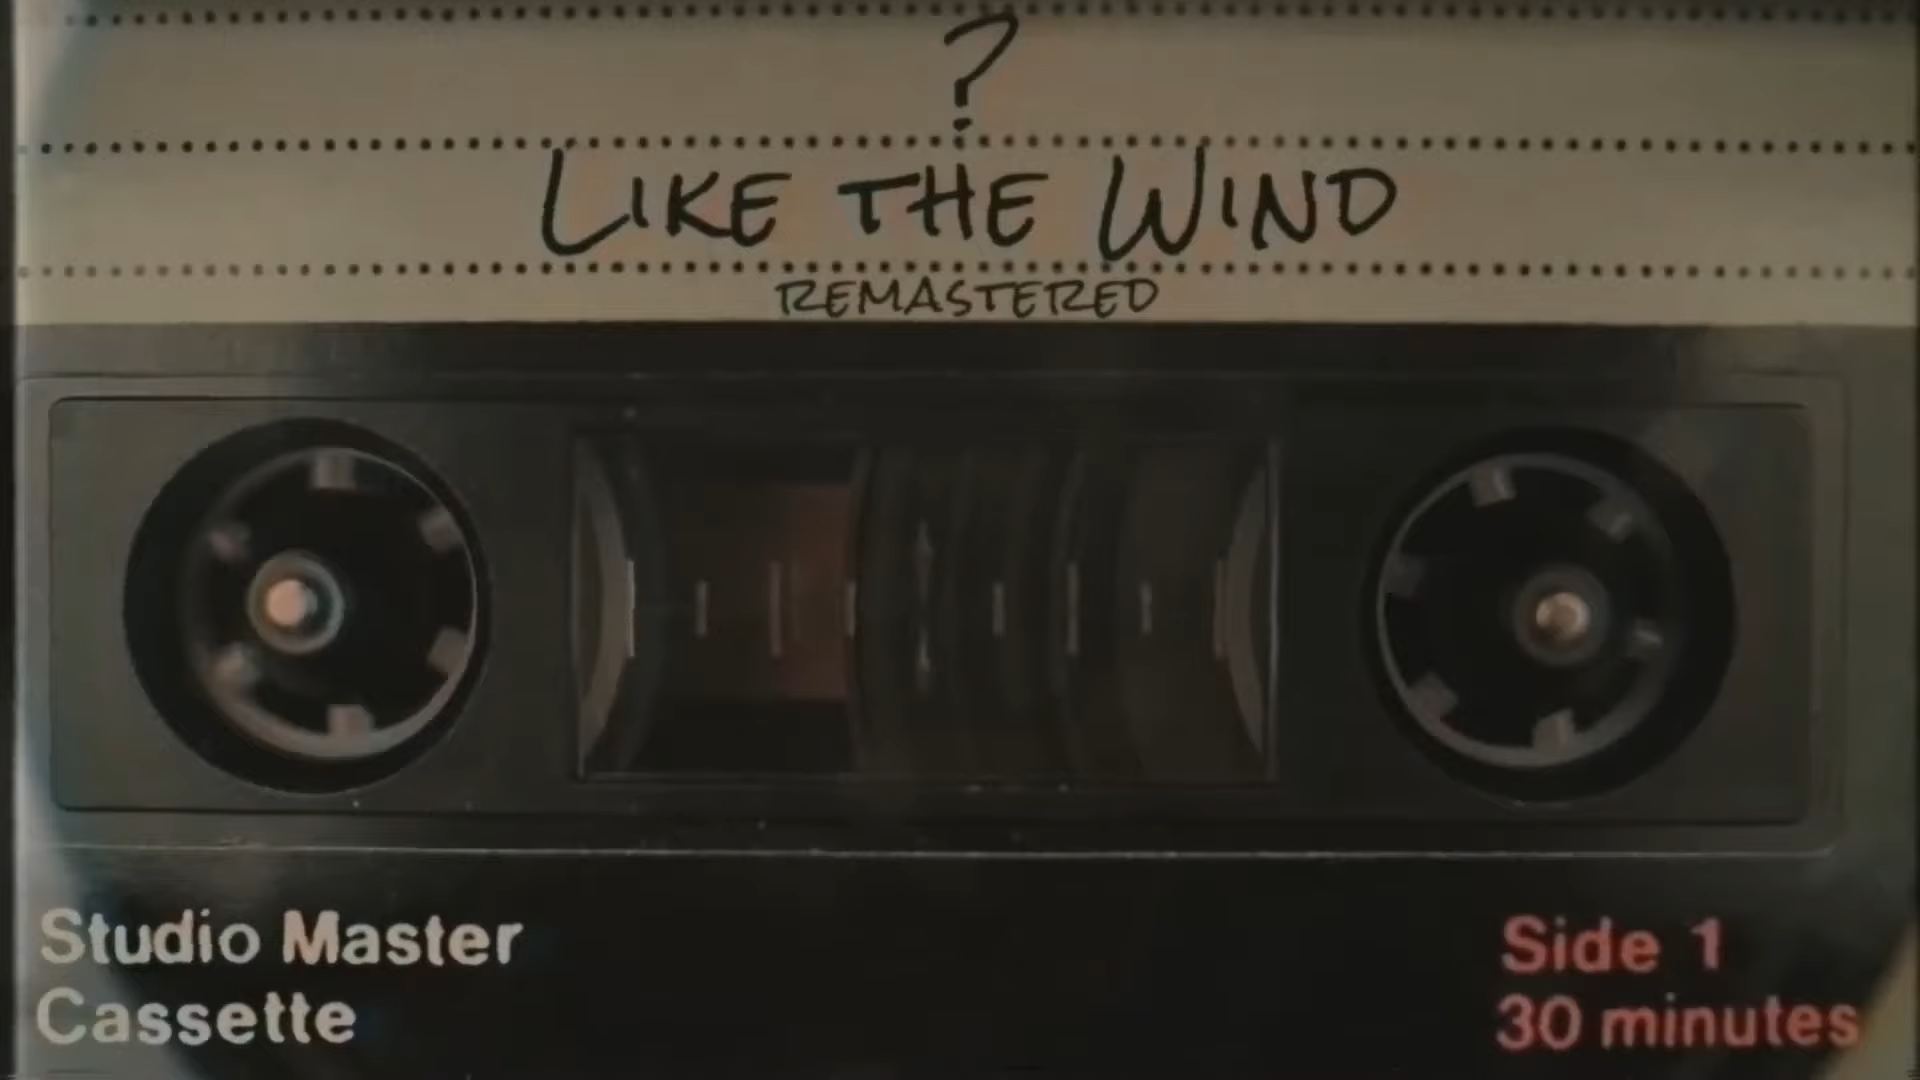 ?
LIKE THE WIND
REMASTERED
Studio Master
Cassette
Side 1
30 minutes